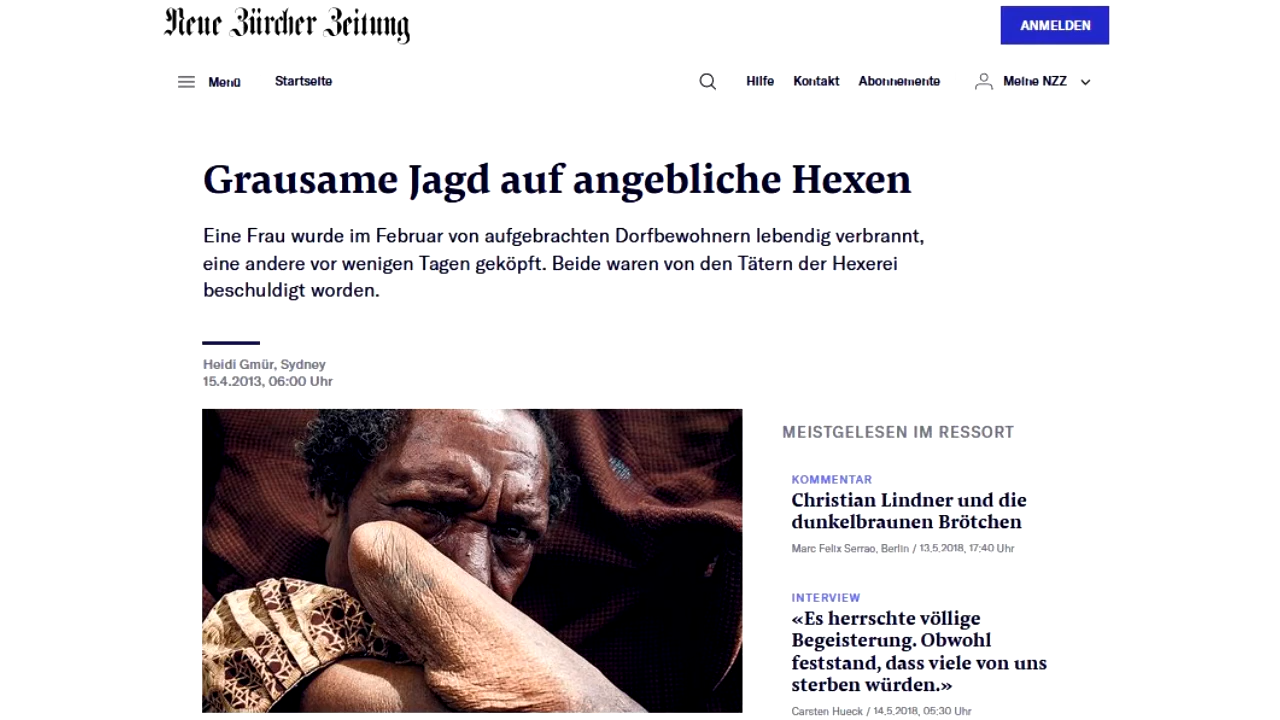 Neue Zürcher Zeitung
ANMELDEN
Menü
Startseite
Hilfe
Kontakt
Abonnemente
Meine NZZ
Grausame Jagd auf angebliche Hexen
Eine Frau wurde im Februar von aufgebrachten Dorfbewohnern lebendig verbrannt,
eine andere vor wenigen Tagen geköpft. Beide waren von den Tätern der Hexerei
beschuldigt worden.
Heidi Gmür, Sydney
15.4.2013, 06:00 Uhr
MEISTGELESEN IM RESSORT
KOMMENTAR
Christian Lindner und die
dunkelbraunen Brötchen
Marc Felix Serrao, Berlin / 13.5.2018, 17:40 Uhr
INTERVIEW
«Es herrschte völlige
Begeisterung. Obwohl
feststand, dass viele von uns
sterben würden.»
Carsten Hueck / 14.5.2018, 05:30 Uhr